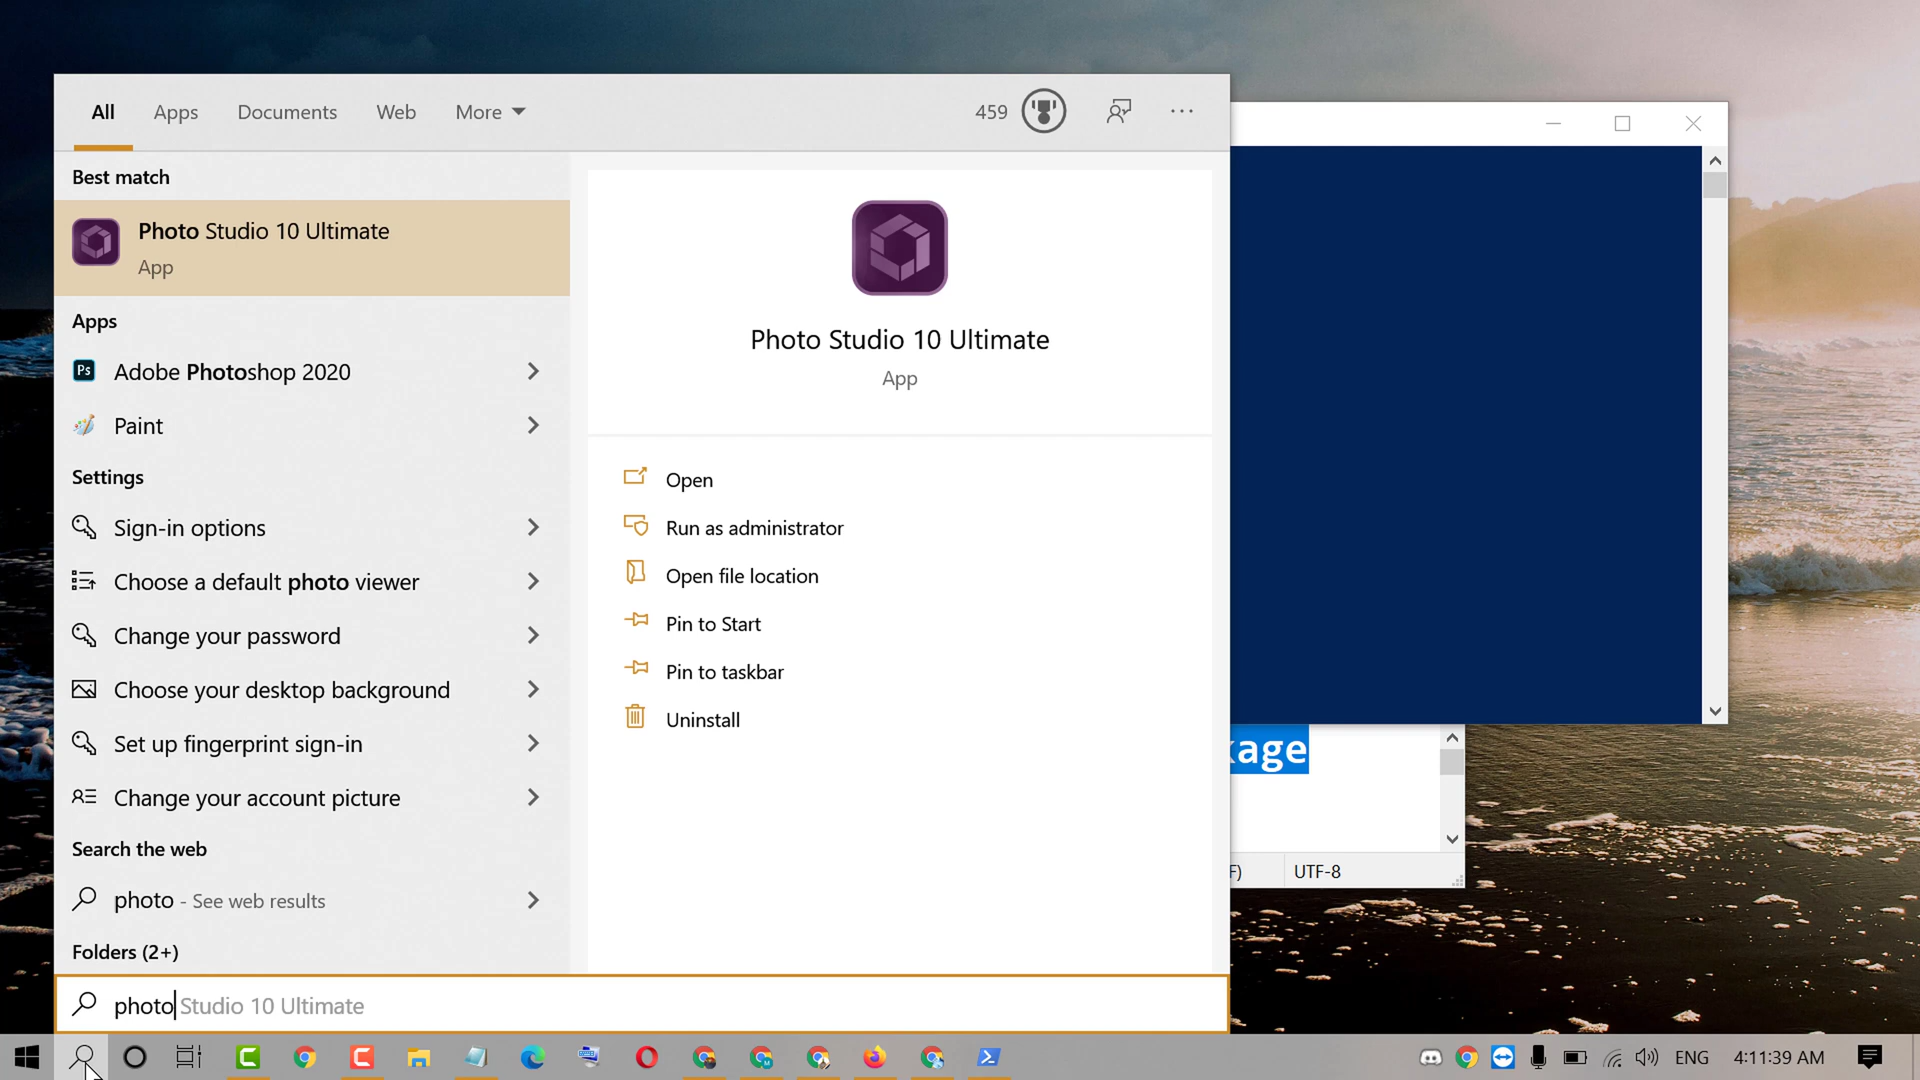 All Apps Documents Web More 459
Best match
Photo Studio 10 Ultimate
App
Apps
Ps Adobe Photoshop 2020
Paint
Settings
Sign-in options
Choose a default photo viewer
Change your password
Choose your desktop background
Set up fingerprint sign-in
Change your account picture
Search the web
photo - See web results
Folders (2+)
photo Studio 10 Ultimate
Photo Studio 10 Ultimate
App
Open
Run as administrator
Open file location
Pin to Start
Pin to taskbar
Uninstall
kage
F) UTF-8
ENG 4:11:39 AM